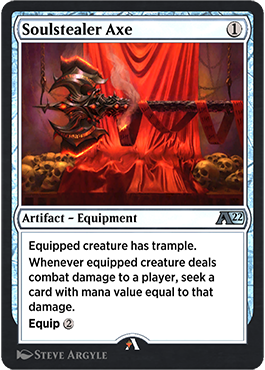 Soulstealer Axe 1
Artifact – Equipment A22
Equipped creature has trample.
Whenever equipped creature deals
combat damage to a player, seek a
card with mana value equal to that
damage.
Equip 2
STEVE ARGYLE